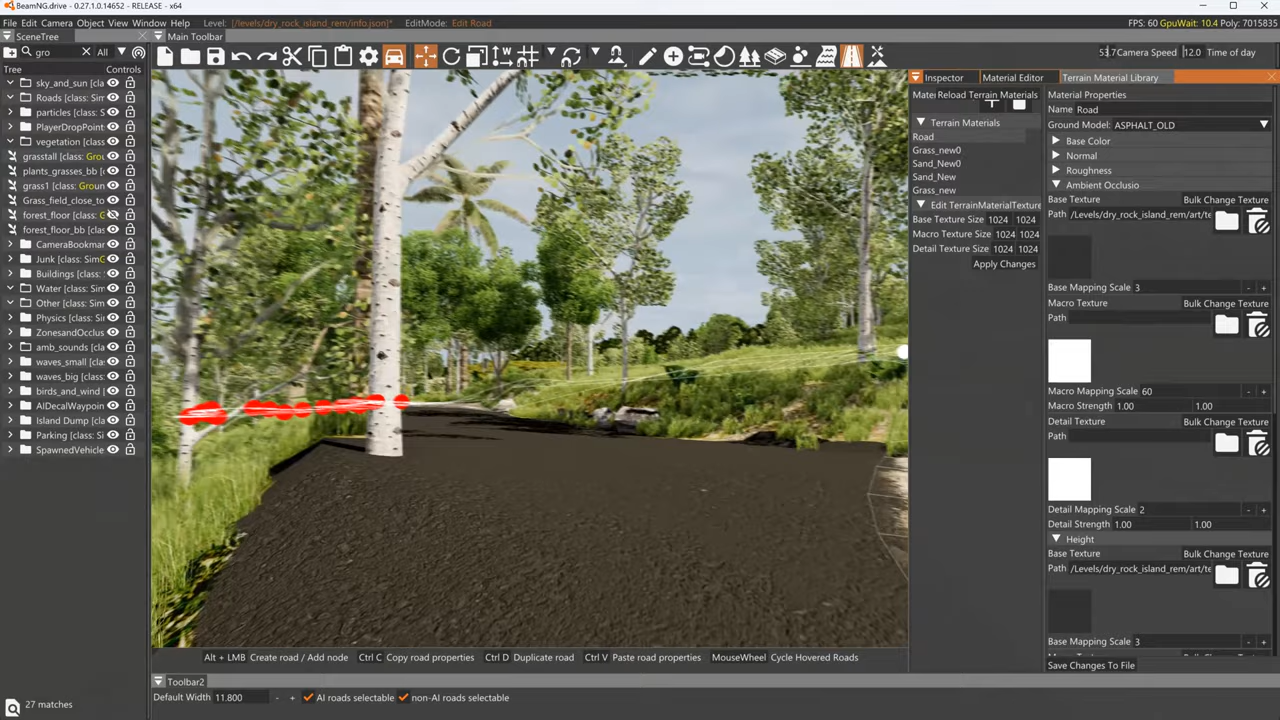 BeamNG.drive - 0.27.1.0.14652 - RELEASE - x64
File Edit Camera Object View Window Help Level: [/levels/dry_rock_island_rem/info.json]* EditMode: Edit Road FPS: 60 GpuWait: 10.4 Poly: 7015835
SceneTree
Main Toolbar
gro All
53.7 Camera Speed 12.0 Time of day
Tree Controls
sky_and_sun [cla
Roads [class: Sim
particles [class:
PlayerDropPoint
vegetation [class:
grasstall [class: Grou
plants_grasses_bb [
grass1 [class: Groun
Grass_field_close_to
forest_floor [class: G
forest_floor_bb [
CameraBookmar
Junk [class: SimG
Buildings [class:
Water [class: Sim
Other [class: Sim
Physics [class: Sim
ZonesandOcclus
amb_sounds [clas
waves_small [clas
waves_big [class:
birds_and_wind [
AIDecalWaypoin
Island Dump [clas
Parking [class: Si
SpawnedVehicle
27 matches
Alt + LMB Create road / Add node Ctrl C Copy road properties Ctrl D Duplicate road Ctrl V Paste road properties MouseWheel Cycle Hovered Roads
Toolbar2
Default Width 11.800 - + AI roads selectable non-AI roads selectable
Inspector Material Editor Terrain Material Library
Mater Reload Terrain Materials
Terrain Materials
Road
Grass_new0
Sand_New0
Sand_New
Grass_new
Edit TerrainMaterialTexture
Base Texture Size 1024 1024
Macro Texture Size 1024 1024
Detail Texture Size 1024 1024
Apply Changes
Material Properties
Name Road
Ground Model: ASPHALT_OLD
Base Color
Normal
Roughness
Ambient Occlusion
Base Texture Bulk Change Texture
Path /Levels/dry_rock_island_rem/art/te
Base Mapping Scale 3 - +
Macro Texture Bulk Change Texture
Path
Macro Mapping Scale 60 - +
Macro Strength 1.00 1.00
Detail Texture Bulk Change Texture
Path
Detail Mapping Scale 2 - +
Detail Strength 1.00 1.00
Height
Base Texture Bulk Change Texture
Path /Levels/dry_rock_island_rem/art/te
Base Mapping Scale 3 - +
Save Changes To File